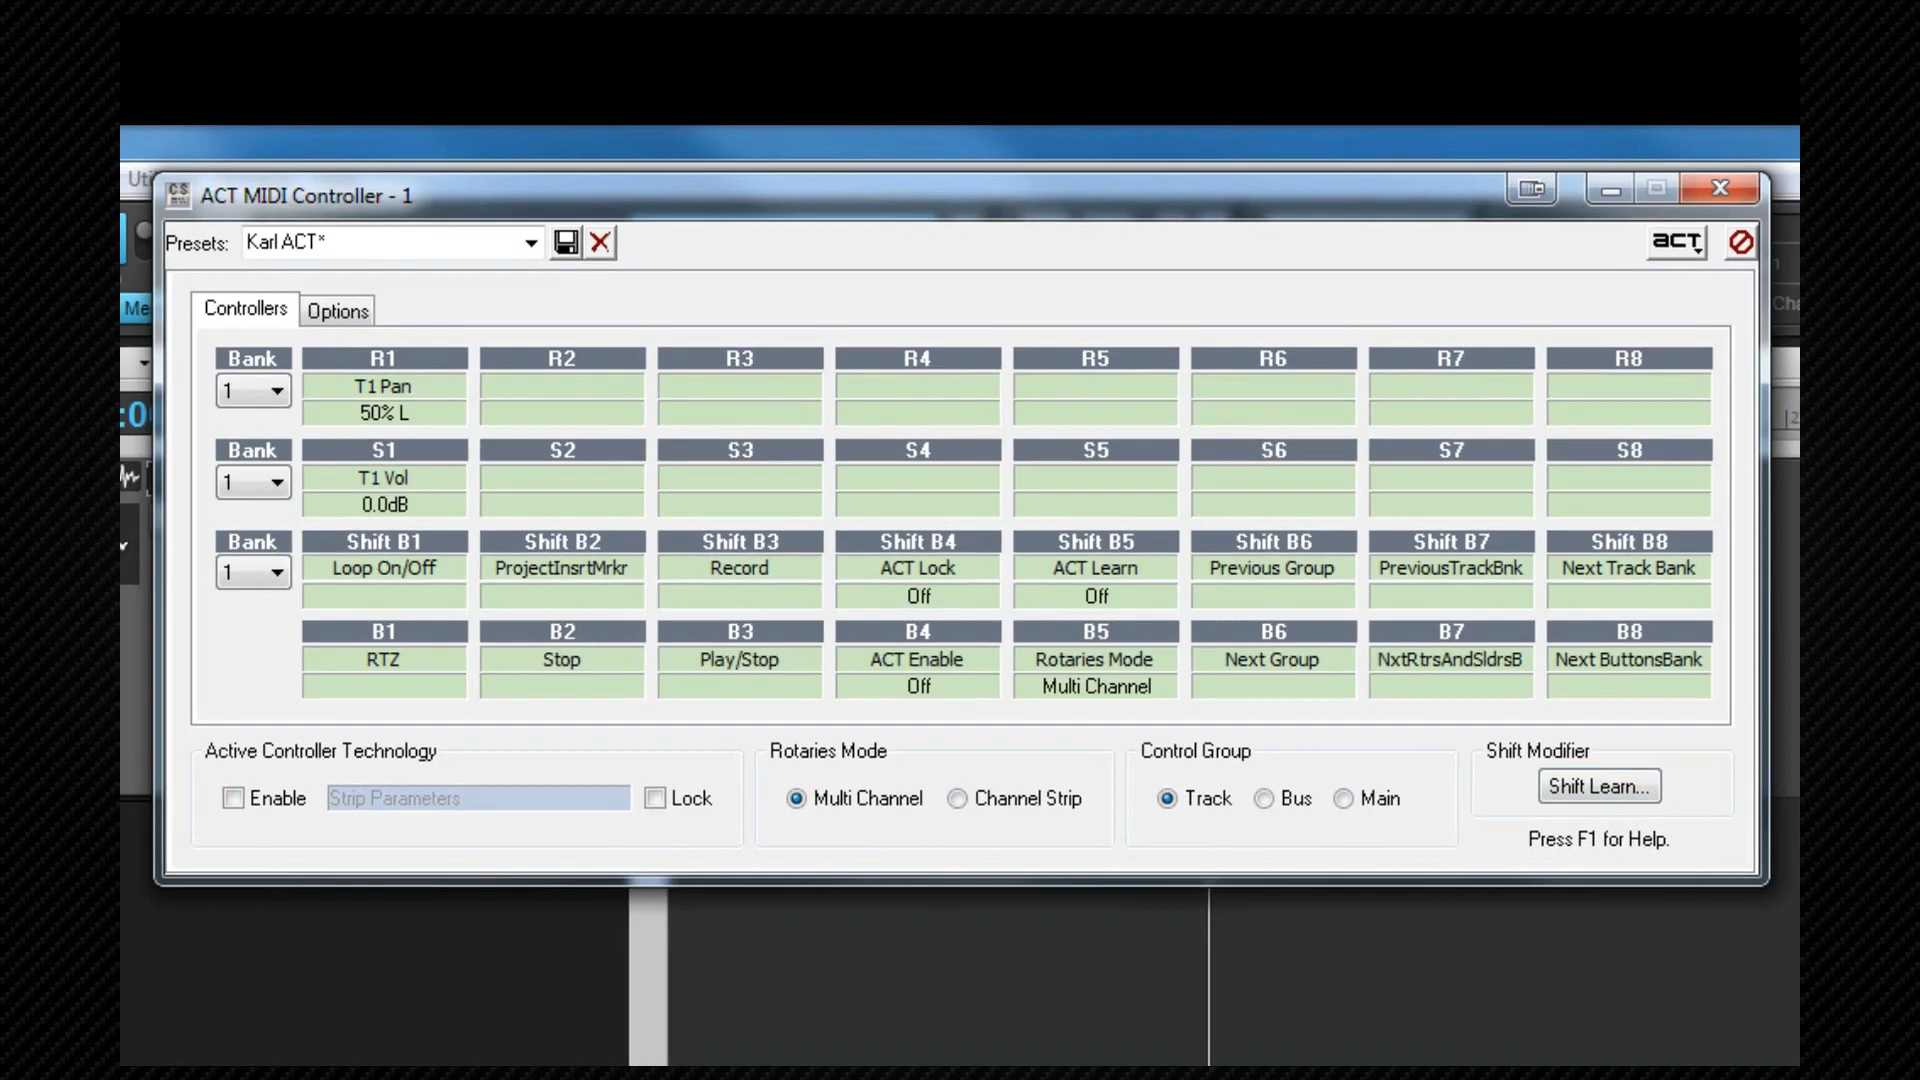 Uti
ACT MIDI Controller - 1
Presets: Karl ACT*
ACT
Me
Cha
Controllers Options
Bank R1 R2 R3 R4 R5 R6 R7 R8
1 T1 Pan
50% L
:00
Bank S1 S2 S3 S4 S5 S6 S7 S8
1 T1 Vol
0.0dB
Bank Shift B1 Shift B2 Shift B3 Shift B4 Shift B5 Shift B6 Shift B7 Shift B8
1 Loop On/Off ProjectInsrtMrkr Record ACT Lock ACT Learn Previous Group PreviousTrackBnk Next Track Bank
Off Off
B1 B2 B3 B4 B5 B6 B7 B8
RTZ Stop Play/Stop ACT Enable Rotaries Mode Next Group NxtRtrsAndSldrsB Next ButtonsBank
Off Multi Channel
Active Controller Technology Rotaries Mode Control Group Shift Modifier
Enable Strip Parameters Lock Multi Channel Channel Strip Track Bus Main Shift Learn...
Press F1 for Help.